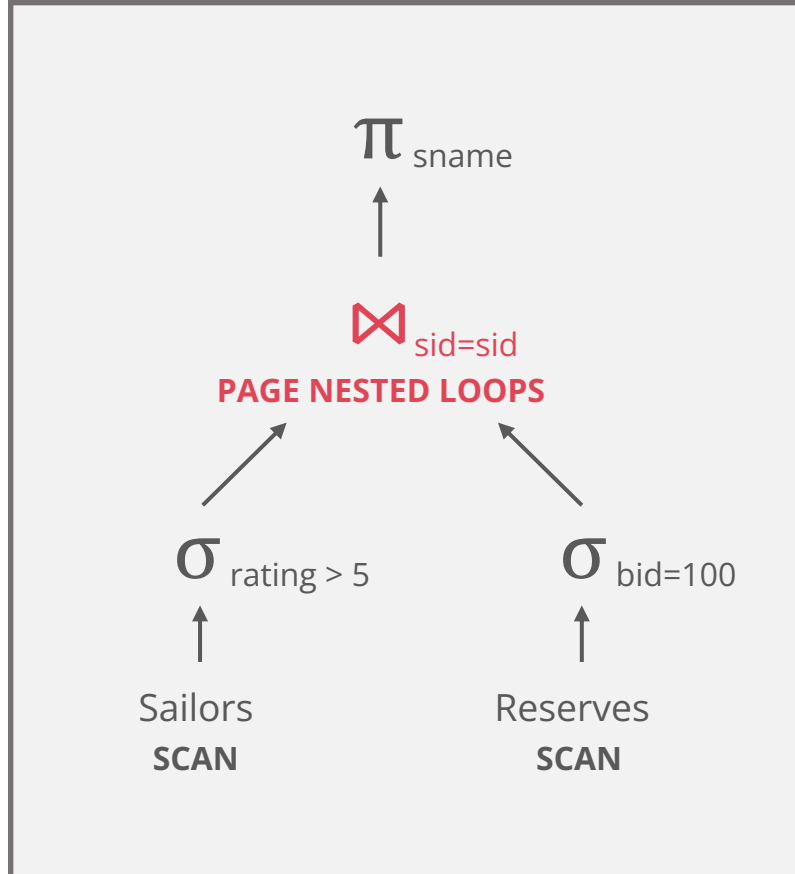 π sname
⋈ sid=sid
PAGE NESTED LOOPS
σ rating > 5
σ bid=100
Sailors
SCAN
Reserves
SCAN